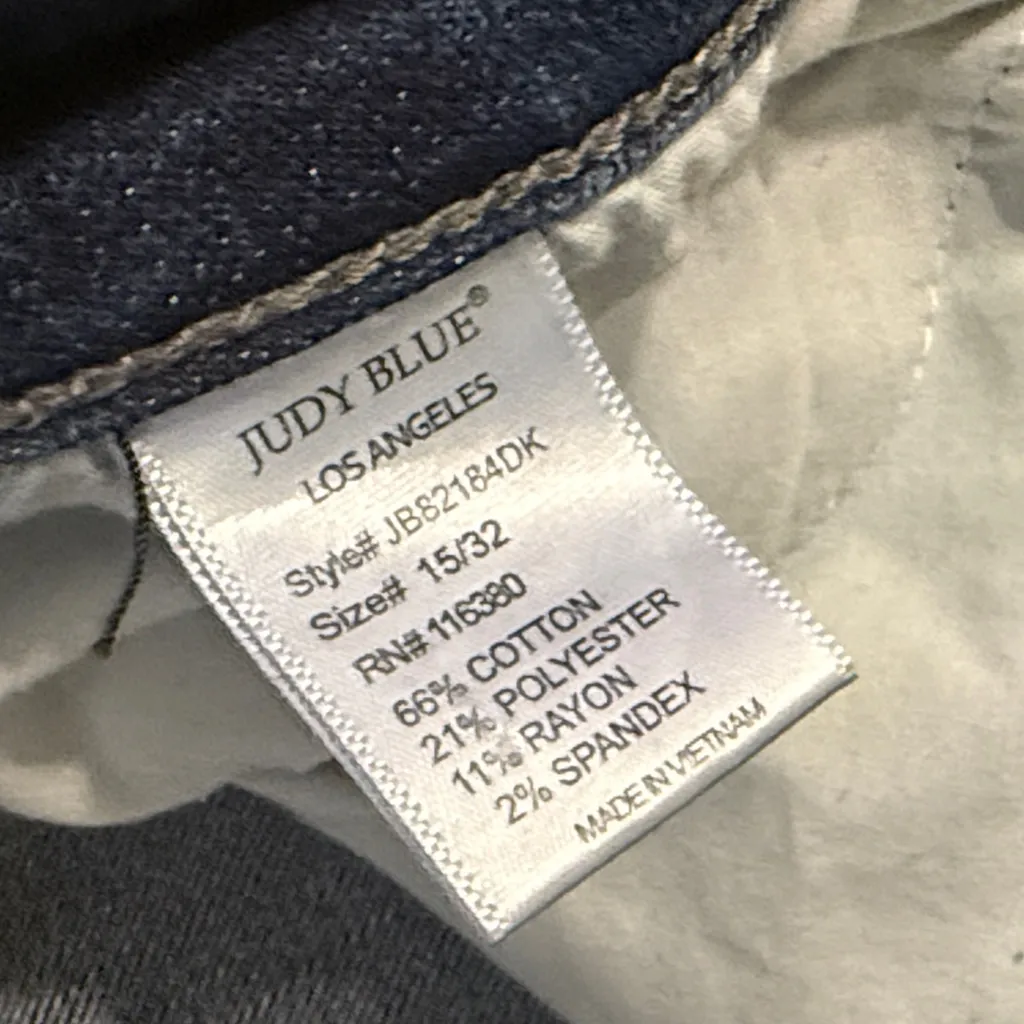 JUDY BLUE®
LOS ANGELES
Style# JB82184DK
Size# 15/32
RN# 116380
66% COTTON
21% POLYESTER
11% RAYON
2% SPANDEX
MADE IN VIETNAM